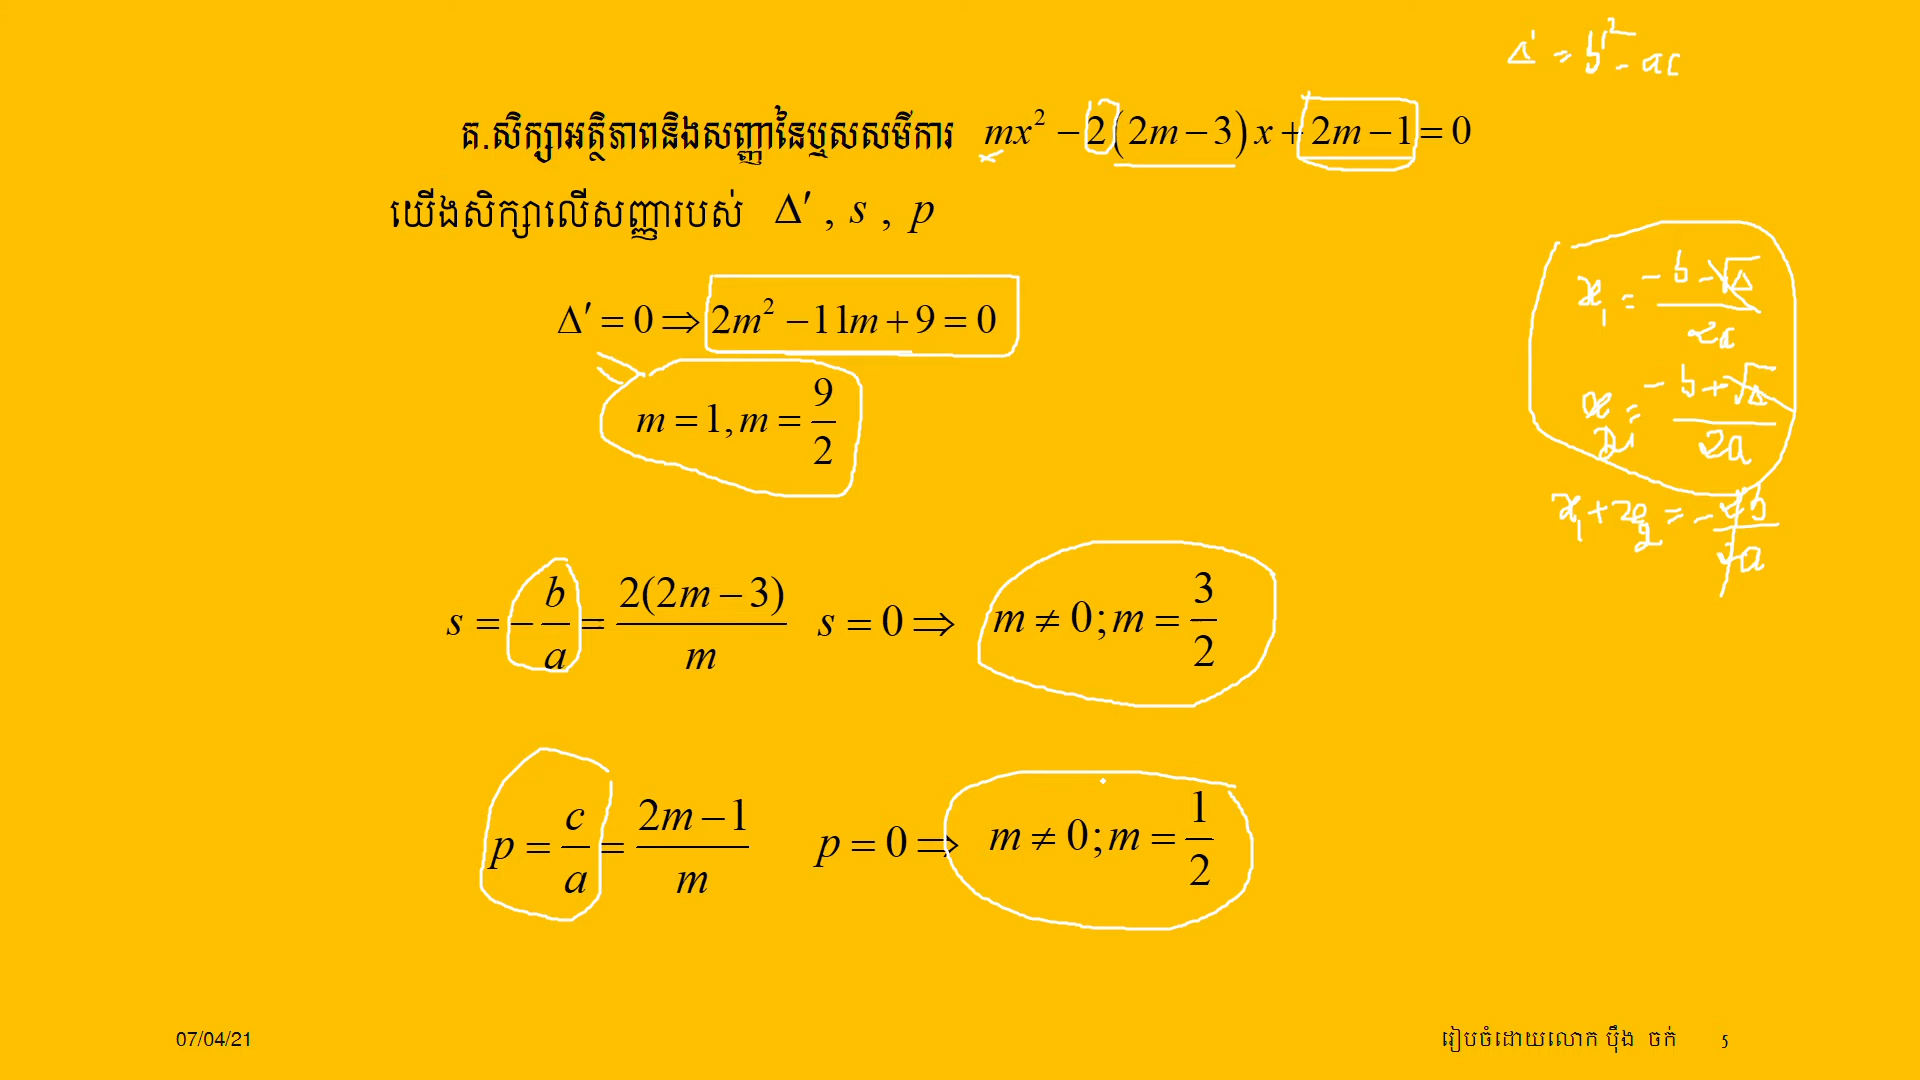 Δ' = b'² - ac
គ.សិក្សាអត្ថិភាពនិងសញ្ញានៃឬសសមីការ mx² − 2(2m − 3)x + 2m − 1 = 0
យើងសិក្សាលើសញ្ញារបស់ Δ′ , s , p
Δ′ = 0 ⇒ 2m² − 11m + 9 = 0
m = 1, m = 9/2
x₁ = (-b - √Δ)/2a
x₂ = (-b + √Δ)/2a
x₁ + x₂ = - 2b/2a
s = − b/a = 2(2m − 3)/m s = 0 ⇒ m ≠ 0; m = 3/2
p = c/a = (2m − 1)/m p = 0 ⇒ m ≠ 0; m = 1/2
07/04/21 រៀបចំដោយលោក ប៊ឹង ចក់ 5